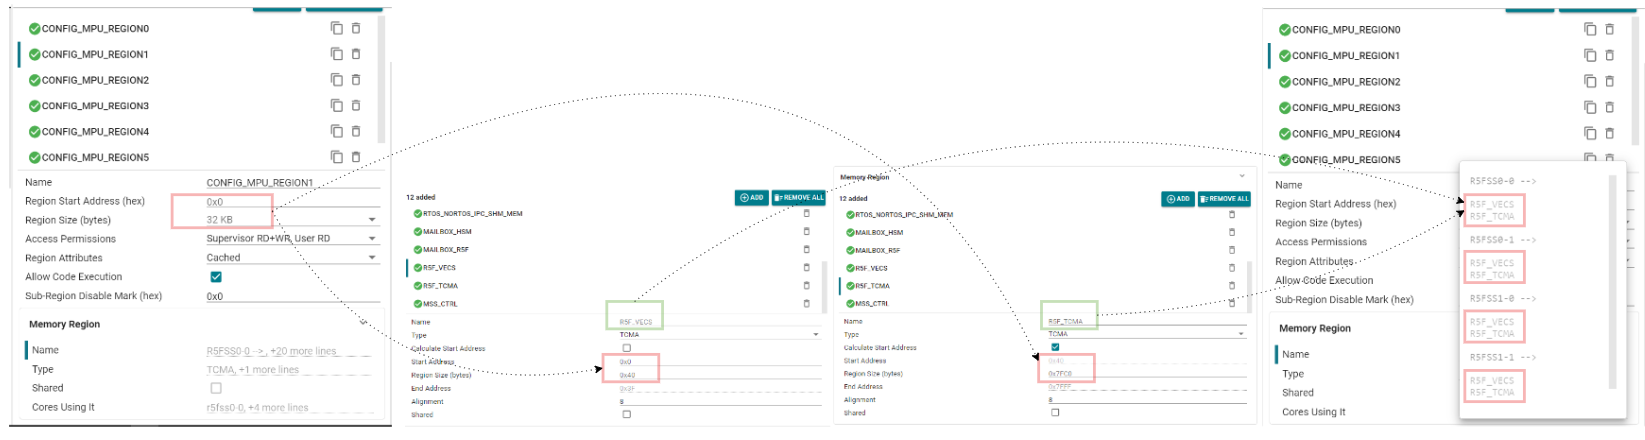 CONFIG_MPU_REGION0
CONFIG_MPU_REGION1
CONFIG_MPU_REGION2
CONFIG_MPU_REGION3
CONFIG_MPU_REGION4
CONFIG_MPU_REGION5
Name CONFIG_MPU_REGION1
Region Start Address (hex) 0x0
Region Size (bytes) 32 KB
Access Permissions Supervisor RD+WR, User RD
Region Attributes Cached
Allow Code Execution
Sub-Region Disable Mark (hex) 0x0
Memory Region
Name R5FSS0-0 -->, +20 more lines
Type TCMA, +1 more lines
Shared
Cores Using It r5fss0-0, +4 more lines
12 added ADD REMOVE ALL
RTOS_NORTOS_IPC_SHM_MEM
MAILBOX_HSM
MAILBOX_R5F
R5F_VECS
R5F_TCMA
MSS_CTRL
Name R5F_VECS
Type TCMA
Calculate Start Address
Start Address 0x0
Region Size (bytes) 0x40
End Address 0x3F
Alignment 8
Shared
Memory Region
12 added ADD REMOVE ALL
RTOS_NORTOS_IPC_SHM_MEM
MAILBOX_HSM
MAILBOX_R5F
R5F_VECS
R5F_TCMA
MSS_CTRL
Name R5F_TCMA
Type TCMA
Calculate Start Address
Start Address 0x40
Region Size (bytes) 0x7FC0
End Address 0x7FFF
Alignment 8
Shared
CONFIG_MPU_REGION0
CONFIG_MPU_REGION1
CONFIG_MPU_REGION2
CONFIG_MPU_REGION3
CONFIG_MPU_REGION4
CONFIG_MPU_REGION5
Name
Region Start Address (hex)
Region Size (bytes)
Access Permissions
Region Attributes
Allow Code Execution
Sub-Region Disable Mark (hex)
Memory Region
Name
Type
Shared
Cores Using It
R5FSS0-0 -->
R5F_VECS
R5F_TCMA
R5FSS0-1 -->
R5F_VECS
R5F_TCMA
R5FSS1-0 -->
R5F_VECS
R5F_TCMA
R5FSS1-1 -->
R5F_VECS
R5F_TCMA